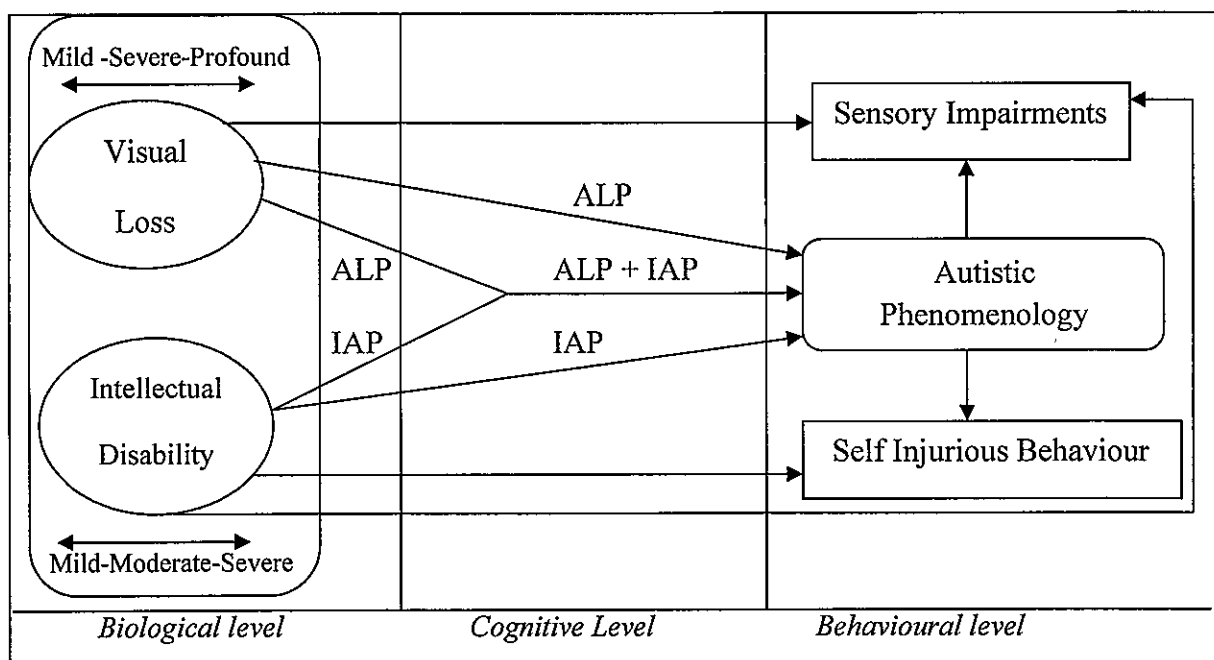 Mild -Severe-Profound
Visual
Loss
Sensory Impairments
ALP
ALP
ALP + IAP
Autistic
Phenomenology
IAP
IAP
Intellectual
Disability
Self Injurious Behaviour
Mild-Moderate-Severe
Biological level
Cognitive Level
Behavioural level